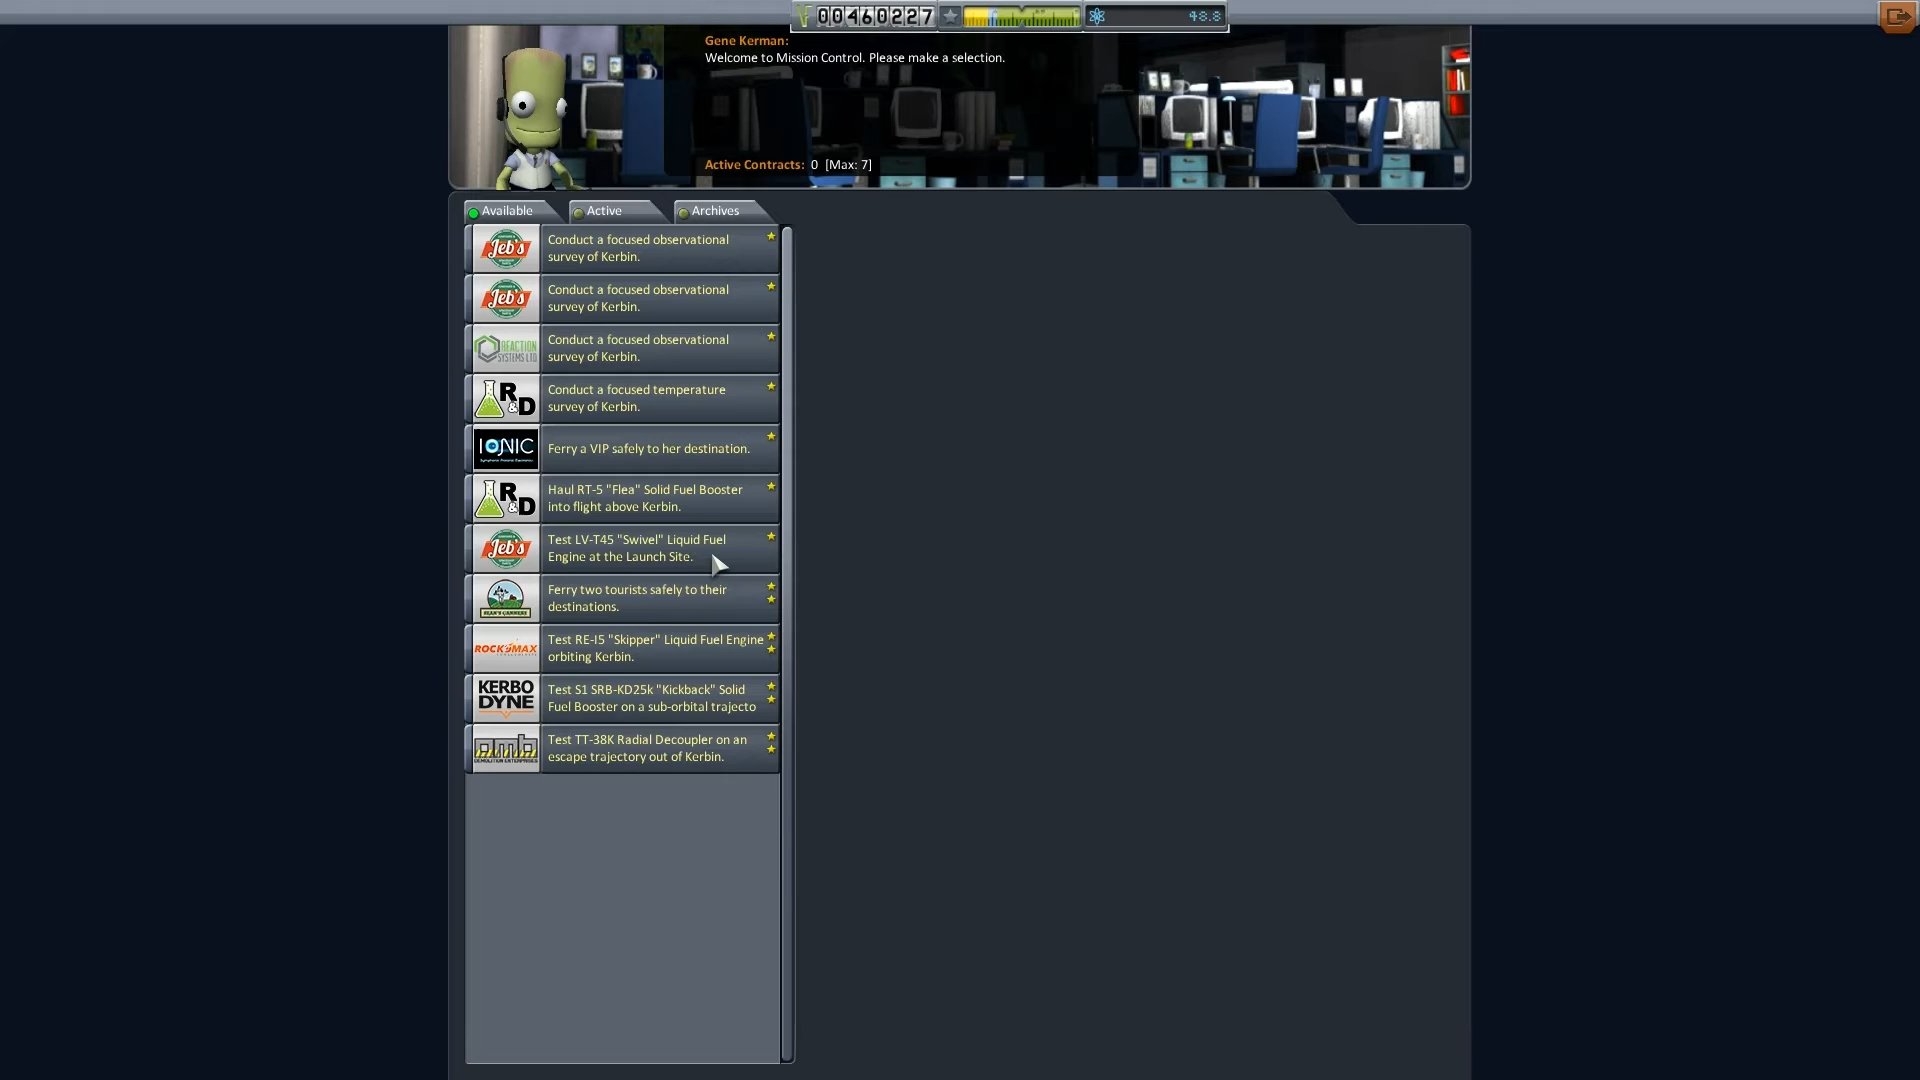 00460227
48.8
Gene Kerman:
Welcome to Mission Control. Please make a selection.
Active Contracts: 0 [Max: 7]
Available
Active
Archives
Jeb's
Conduct a focused observational
survey of Kerbin.
Jeb's
Conduct a focused observational
survey of Kerbin.
REACTION
SYSTEMS LTD
Conduct a focused observational
survey of Kerbin.
R&D
Conduct a focused temperature
survey of Kerbin.
IONIC
Ferry a VIP safely to her destination.
R&D
Haul RT-5 "Flea" Solid Fuel Booster
into flight above Kerbin.
Jeb's
Test LV-T45 "Swivel" Liquid Fuel
Engine at the Launch Site.
Ferry two tourists safely to their
destinations.
ROCKOMAX
Test RE-I5 "Skipper" Liquid Fuel Engine
orbiting Kerbin.
KERBO
DYNE
Test S1 SRB-KD25k "Kickback" Solid
Fuel Booster on a sub-orbital trajecto
omb
DEMOLITION ENTERPRISES
Test TT-38K Radial Decoupler on an
escape trajectory out of Kerbin.